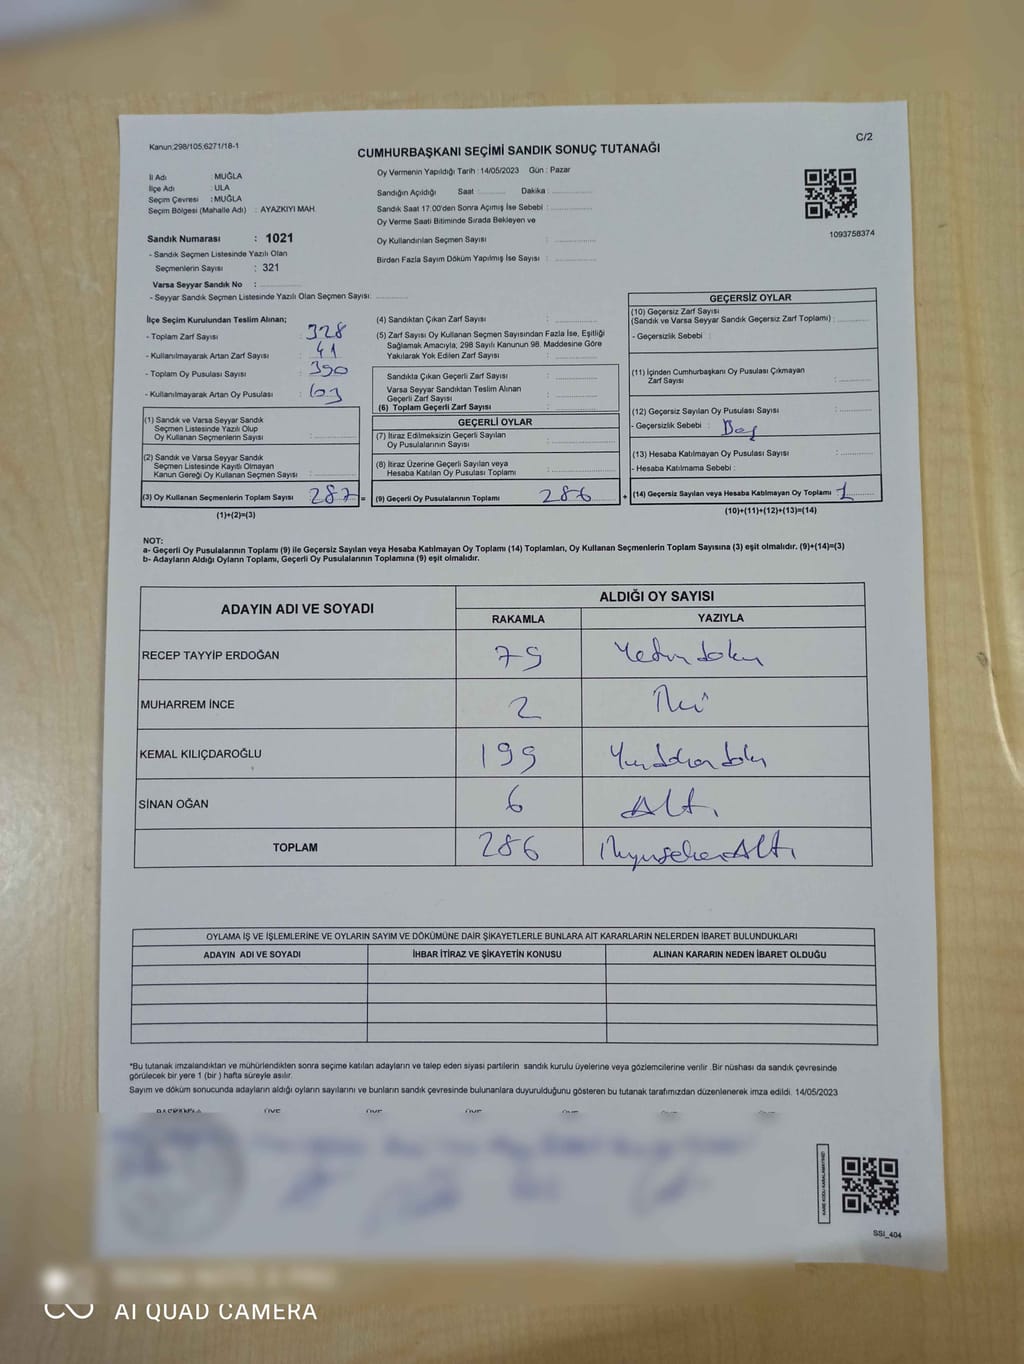 Kanun:298/105,6271/18-1
C/2
CUMHURBAŞKANI SEÇİMİ SANDIK SONUÇ TUTANAĞI
İl Adı : MUĞLA
İlçe Adı : ULA
Seçim Çevresi : MUĞLA
Seçim Bölgesi (Mahalle Adı) : AYAZKIYI MAH.
Oy Vermenin Yapıldığı Tarih : 14/05/2023 Gün : Pazar
Sandığın Açıldığı Saat :........... Dakika :...........
Sandık Saat 17:00'den Sonra Açımış İse Sebebi :...........
Oy Verme Saati Bitiminde Sırada Bekleyen ve
Oy Kullandırılan Seçmen Sayısı :...........
Birden Fazla Sayım Döküm Yapılmış İse Sayısı :...........
1093758374
Sandık Numarası : 1021
- Sandık Seçmen Listesinde Yazılı Olan
Seçmenlerin Sayısı : 321
Varsa Seyyar Sandık No :...........
- Seyyar Sandık Seçmen Listesinde Yazılı Olan Seçmen Sayısı:...........
İlçe Seçim Kurulundan Teslim Alınan;
- Toplam Zarf Sayısı : 328
- Kullanılmayarak Artan Zarf Sayısı : 41
- Toplam Oy Pusulası Sayısı : 390
- Kullanılmayarak Artan Oy Pusulası : 103
(1) Sandık ve Varsa Seyyar Sandık
Seçmen Listesinde Yazılı Olup
Oy Kullanan Seçmenlerin Sayısı :...........
(2) Sandık ve Varsa Seyyar Sandık
Seçmen Listesinde Kayıtlı Olmayan
Kanun Gereği Oy Kullanan Seçmen Sayısı :...........
(3) Oy Kullanan Seçmenlerin Toplam Sayısı 287 =
(1)+(2)=(3)
(4) Sandıktan Çıkan Zarf Sayısı :...........
(5) Zarf Sayısı Oy Kullanan Seçmen Sayısından Fazla İse, Eşitliği
Sağlamak Amacıyla; 298 Sayılı Kanunun 98. Maddesine Göre
Yakılarak Yok Edilen Zarf Sayısı :...........
Sandıkla Çıkan Geçerli Zarf Sayısı :...........
Varsa Seyyar Sandıktan Teslim Alınan
Geçerli Zarf Sayısı :...........
(6) Toplam Geçerli Zarf Sayısı :...........
GEÇERLİ OYLAR
(7) İtiraz Edilmeksizin Geçerli Sayılan
Oy Pusulalarının Sayısı :...........
(8) İtiraz Üzerine Geçerli Sayılan veya
Hesaba Katılan Oy Pusulası Toplamı :...........
(9) Geçerli Oy Pusulalarının Toplamı 286 +
GEÇERSİZ OYLAR
(10) Geçersiz Zarf Sayısı
(Sandık ve Varsa Seyyar Sandık Geçersiz Zarf Toplamı) :...........
- Geçersizlik Sebebi :
(11) İçinden Cumhurbaşkanı Oy Pusulası Çıkmayan
Zarf Sayısı :...........
(12) Geçersiz Sayılan Oy Pusulası Sayısı :...........
- Geçersizlik Sebebi : Boş
(13) Hesaba Katılmayan Oy Pusulası Sayısı :...........
- Hesaba Katılmama Sebebi :
(14) Geçersiz Sayılan veya Hesaba Katılmayan Oy Toplamı 1
(10)+(11)+(12)+(13)=(14)
NOT:
a- Geçerli Oy Pusulalarının Toplamı (9) ile Geçersiz Sayılan veya Hesaba Katılmayan Oy Toplamı (14) Toplamları, Oy Kullanan Seçmenlerin Toplam Sayısına (3) eşit olmalıdır. (9)+(14)=(3)
b- Adayların Aldığı Oyların Toplamı, Geçerli Oy Pusulalarının Toplamına (9) eşit olmalıdır.
ADAYIN ADI VE SOYADI ALDIĞI OY SAYISI
RAKAMLA YAZIYLA
RECEP TAYYİP ERDOĞAN 79 Yetmişdokuz
MUHARREM İNCE 2 İki
KEMAL KILIÇDAROĞLU 199 Yüzdoksandokuz
SİNAN OĞAN 6 Altı
TOPLAM 286 İkiyüzseksenAltı
OYLAMA İŞ VE İŞLEMLERİNE VE OYLARIN SAYIM VE DÖKÜMÜNE DAİR ŞİKAYETLERLE BUNLARA AİT KARARLARIN NELERDEN İBARET BULUNDUKLARI
ADAYIN ADI VE SOYADI İHBAR İTİRAZ VE ŞİKAYETİN KONUSU ALINAN KARARIN NEDEN İBARET OLDUĞU
*Bu tutanak imzalandıktan ve mühürlendikten sonra seçime katılan adayların ve talep eden siyasi partilerin sandık kurulu üyelerine veya gözlemcilerine verilir .Bir nüshası da sandık çevresinde
görülecek bir yere 1 (bir ) hafta süreyle asılır.
Sayım ve döküm sonucunda adayların aldığı oyların sayılarını ve bunların sandık çevresinde bulunanlara duyurulduğunu gösteren bu tutanak tarafımızdan düzenlenerek imza edildi. 14/05/2023
ÜYE ÜYE ÜYE
KARE KODU KARALAMAYINIZ!
SSI_404
AI QUAD CAMERA